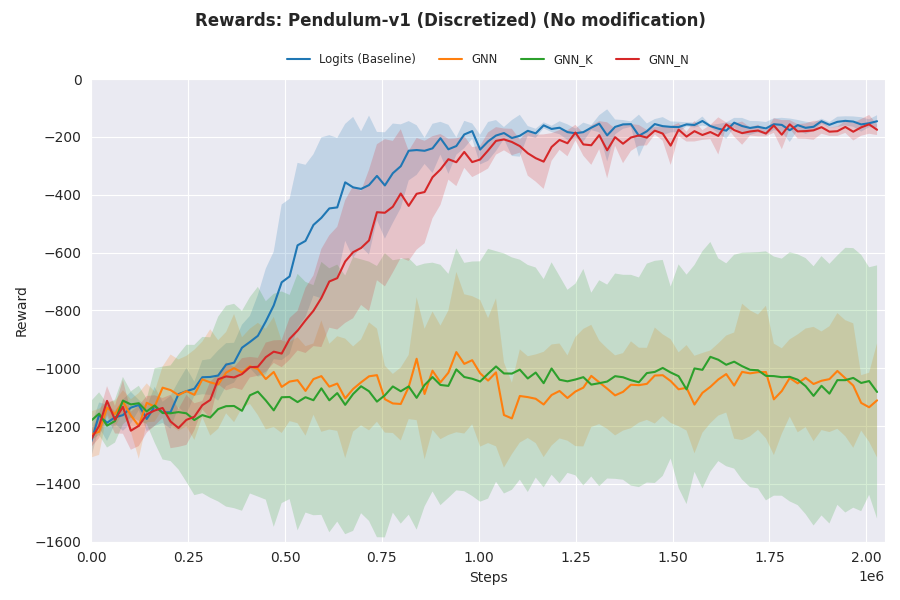 Rewards: Pendulum-v1 (Discretized) (No modification)
Logits (Baseline) GNN GNN_K GNN_N
0
−200
−400
−600
−800
−1000
−1200
−1400
−1600
Reward
0.00 0.25 0.50 0.75 1.00 1.25 1.50 1.75 2.00
1e6
Steps